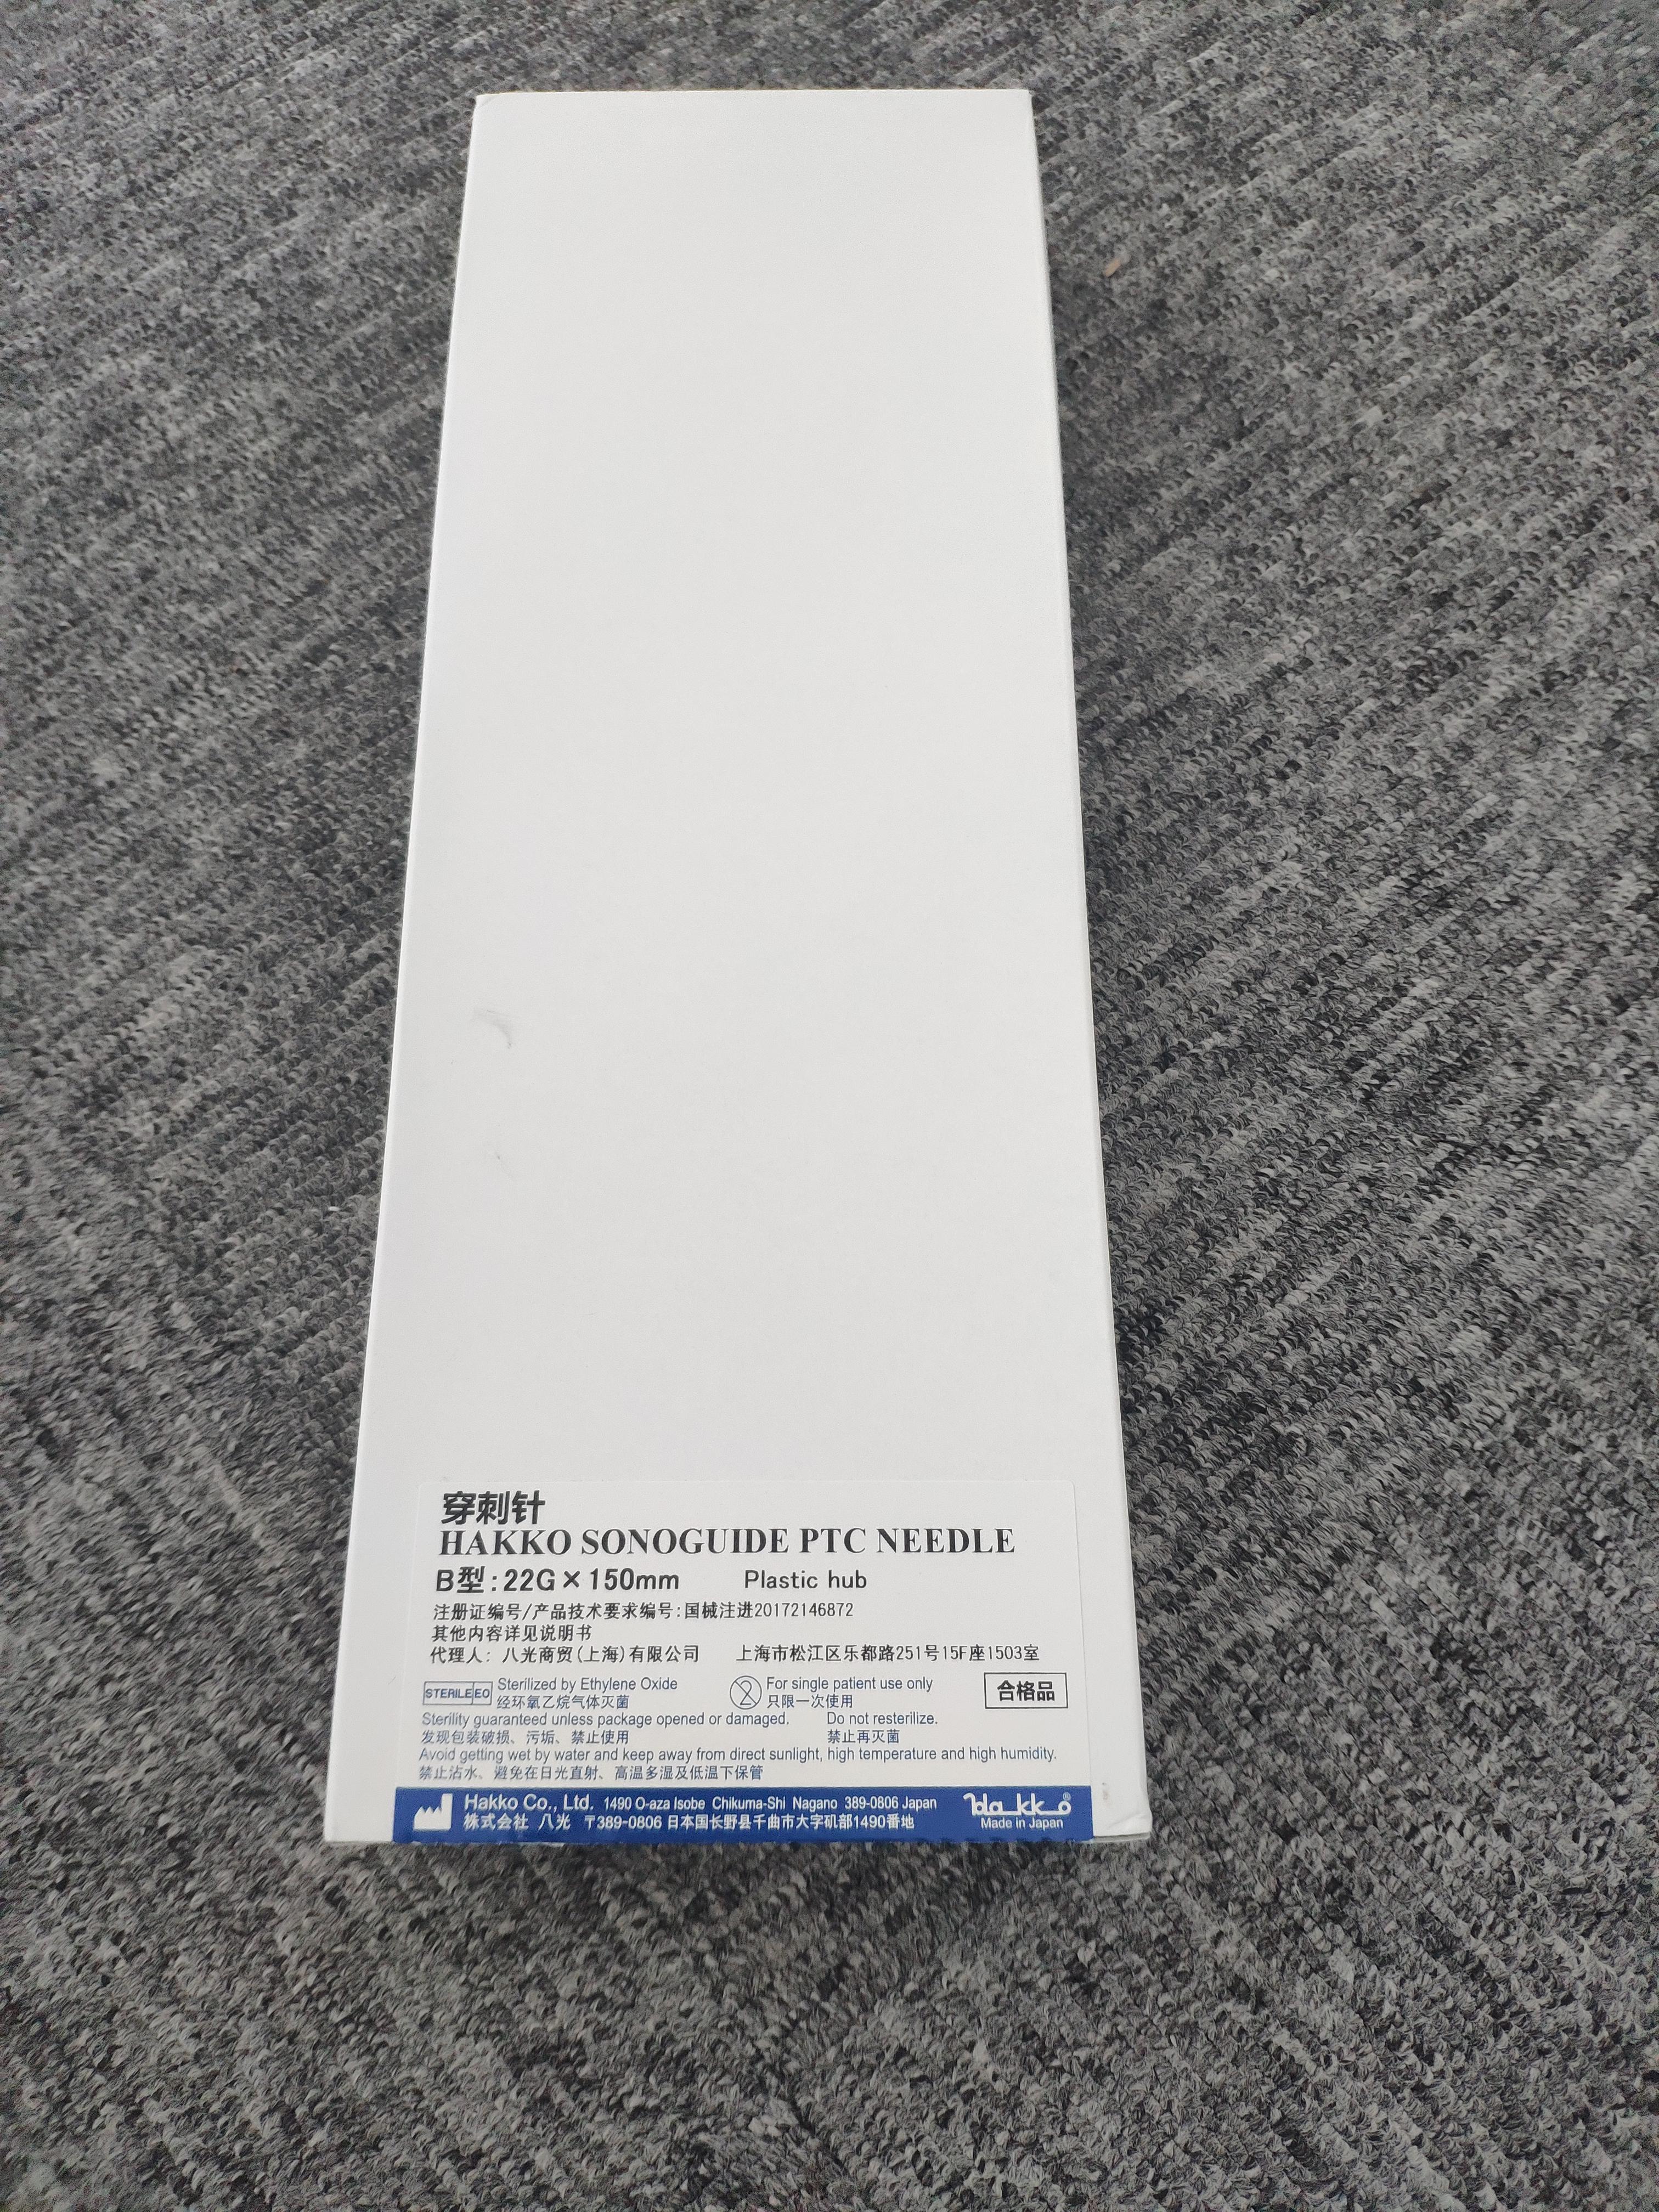 穿刺针
HAKKO SONOGUIDE PTC NEEDLE
B型:22G×150mm Plastic hub
注册证编号/产品技术要求编号:国械注进20172146872
其他内容详见说明书
代理人: 八光商贸(上海)有限公司 上海市松江区乐都路251号15F座1503室
STERILE EO Sterilized by Ethylene Oxide
经环氧乙烷气体灭菌
2 For single patient use only
只限一次使用
合格品
Sterility guaranteed unless package opened or damaged. Do not resterilize.
发现包装破损、污垢、禁止使用 禁止再灭菌
Avoid getting wet by water and keep away from direct sunlight, high temperature and high humidity.
禁止沾水、避免在日光直射、高温多湿及低温下保管
Hakko Co., Ltd. 1490 O-aza Isobe Chikuma-Shi Nagano 389-0806 Japan
株式会社 八光 〒389-0806 日本国长野县千曲市大字矶部1490番地
Hakko®
Made in Japan